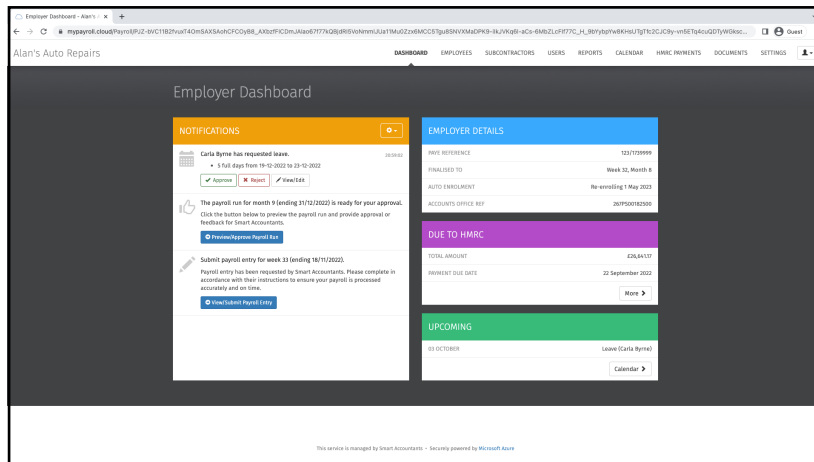 Employer Dashboard - Alan's A
mypayroll.cloud
Guest
Alan's Auto Repairs
DASHBOARD EMPLOYEES SUBCONTRACTORS USERS REPORTS CALENDAR HMRC PAYMENTS DOCUMENTS SETTINGS
Employer Dashboard
NOTIFICATIONS
Carla Byrne has requested leave.
• 5 full days from 19-12-2022 to 23-12-2022
Approve Reject View/Edit
The payroll run for month 9 (ending 31/12/2022) is ready for your approval.
Click the button below to preview the payroll run and provide approval or
feedback for Smart Accountants.
Preview/Approve Payroll Run
Submit payroll entry for week 33 (ending 18/11/2022).
Payroll entry has been requested by Smart Accountants. Please complete in
accordance with their instructions to ensure your payroll is processed
accurately and on time.
View/Submit Payroll Entry
EMPLOYER DETAILS
PAYE REFERENCE 123/1739999
FINALISED TO Week 32, Month 8
AUTO ENROLMENT Re-enrolling 1 May 2023
ACCOUNTS OFFICE REF 267PS00182500
DUE TO HMRC
TOTAL AMOUNT £26,641.37
PAYMENT DUE DATE 22 September 2022
More
UPCOMING
03 OCTOBER Leave (Carla Byrne)
Calendar
This service is managed by Smart Accountants - Securely powered by Microsoft Azure